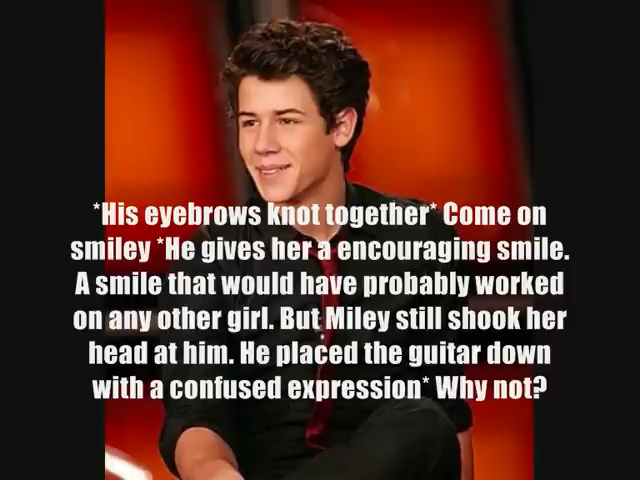 *His eyebrows knot together* Come on
smiley *He gives her a encouraging smile.
A smile that would have probably worked
on any other girl. But Miley still shook her
head at him. He placed the guitar down
with a confused expression* Why not?